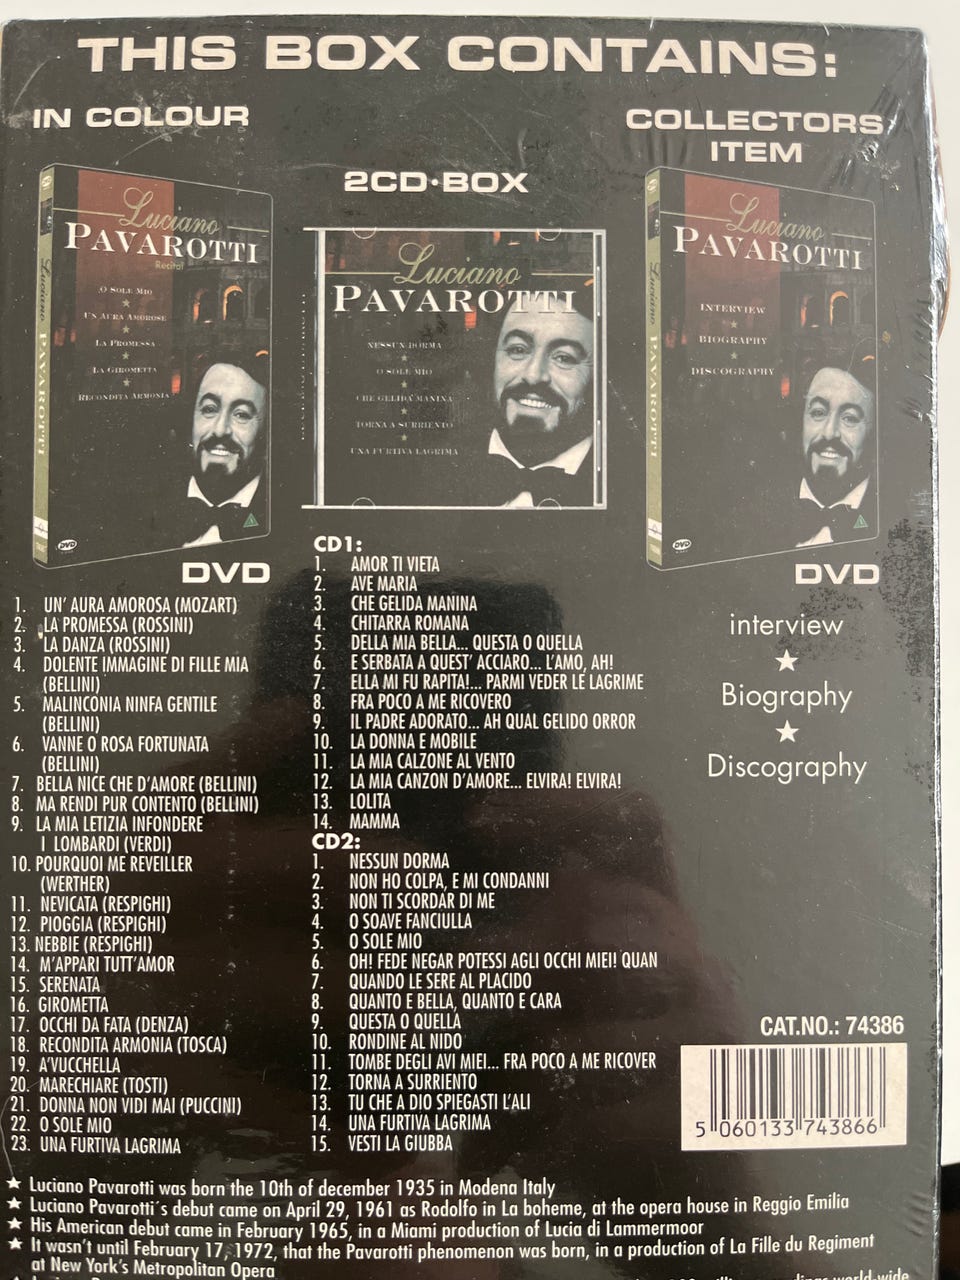 THIS BOX CONTAINS:
IN COLOUR
Luciano
PAVAROTTI
Recital
O SOLE MIO
UN AURA AMOROSE
LA PROMESSA
LA GIROMETTA
RECONDITA ARMONIA
Luciano PAVAROTTI
DVD
DVD
1. UN' AURA AMOROSA (MOZART)
2. LA PROMESSA (ROSSINI)
3. LA DANZA (ROSSINI)
4. DOLENTE IMMAGINE DI FILLE MIA
(BELLINI)
5. MALINCONIA NINFA GENTILE
(BELLINI)
6. VANNE O ROSA FORTUNATA
(BELLINI)
7. BELLA NICE CHE D'AMORE (BELLINI)
8. MA RENDI PUR CONTENTO (BELLINI)
9. LA MIA LETIZIA INFONDERE
I LOMBARDI (VERDI)
10. POURQUOI ME REVEILLER
(WERTHER)
11. NEVICATA (RESPIGHI)
12. PIOGGIA (RESPIGHI)
13. NEBBIE (RESPIGHI)
14. M'APPARI TUTT'AMOR
15. SERENATA
16. GIROMETTA
17. OCCHI DA FATA (DENZA)
18. RECONDITA ARMONIA (TOSCA)
19. A'VUCCHELLA
20. MARECHIARE (TOSTI)
21. DONNA NON VIDI MAI (PUCCINI)
22. O SOLE MIO
23. UNA FURTIVA LAGRIMA
2CD•BOX
Luciano
PAVAROTTI
NESSUN DORMA
O SOLE MIO
CHE GELIDA MANINA
TORNA A SURRIENTO
UNA FURTIVA LAGRIMA
CD1:
1. AMOR TI VIETA
2. AVE MARIA
3. CHE GELIDA MANINA
4. CHITARRA ROMANA
5. DELLA MIA BELLA... QUESTA O QUELLA
6. E SERBATA A QUEST' ACCIARO... L'AMO, AH!
7. ELLA MI FU RAPITA!... PARMI VEDER LE LAGRIME
8. FRA POCO A ME RICOVERO
9. IL PADRE ADORATO... AH QUAL GELIDO ORROR
10. LA DONNA E MOBILE
11. LA MIA CALZONE AL VENTO
12. LA MIA CANZON D'AMORE... ELVIRA! ELVIRA!
13. LOLITA
14. MAMMA
CD2:
1. NESSUN DORMA
2. NON HO COLPA, E MI CONDANNI
3. NON TI SCORDAR DI ME
4. O SOAVE FANCIULLA
5. O SOLE MIO
6. OH! FEDE NEGAR POTESSI AGLI OCCHI MIEI! QUAN
7. QUANDO LE SERE AL PLACIDO
8. QUANTO E BELLA, QUANTO E CARA
9. QUESTA O QUELLA
10. RONDINE AL NIDO
11. TOMBE DEGLI AVI MIEI... FRA POCO A ME RICOVER
12. TORNA A SURRIENTO
13. TU CHE A DIO SPIEGASTI L'ALI
14. UNA FURTIVA LAGRIMA
15. VESTI LA GIUBBA
COLLECTORS
ITEM
Luciano
PAVAROTTI
INTERVIEW
BIOGRAPHY
DISCOGRAPHY
Luciano PAVAROTTI
DVD
DVD
interview
★
Biography
★
Discography
CAT.NO.: 74386
5 060133 743866
★ Luciano Pavarotti was born the 10th of december 1935 in Modena Italy
★ Luciano Pavarotti´s debut came on April 29, 1961 as Rodolfo in La boheme, at the opera house in Reggio Emilia
★ His American debut came in February 1965, in a Miami production of Lucia di Lammermoor
★ It wasn't until February 17, 1972, that the Pavarotti phenomenon was born, in a production of La Fille du Regiment
at New York's Metropolitan Opera